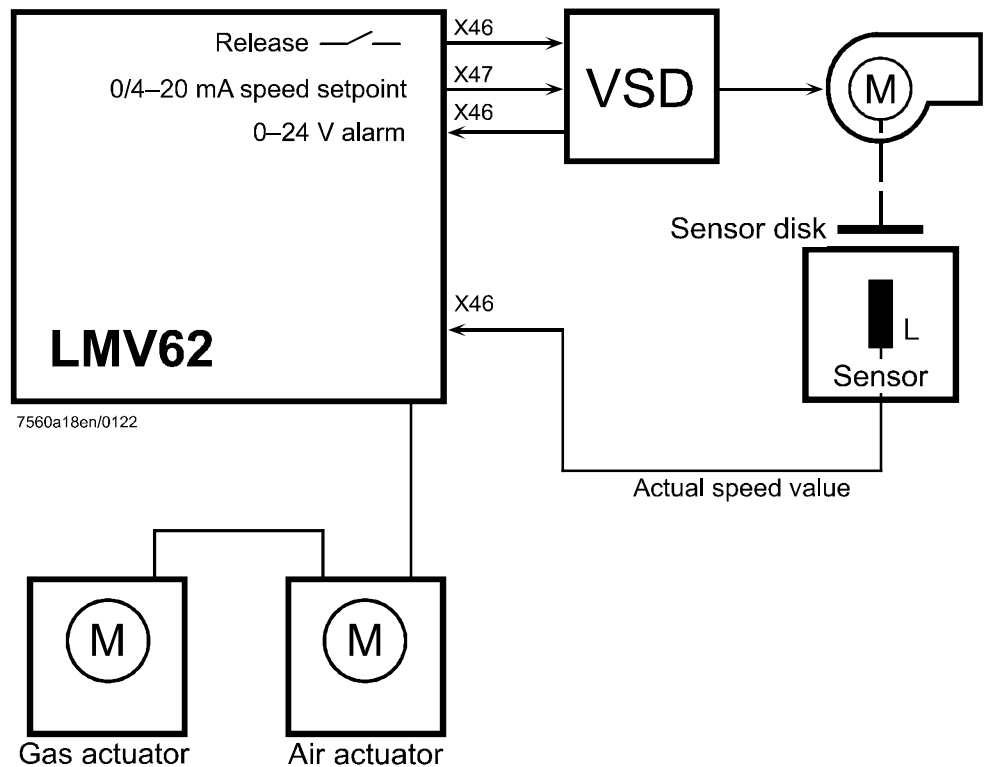 Release
X46
0/4–20 mA speed setpoint
X47
0–24 V alarm
X46
VSD
M
Sensor disk
X46
L
Sensor
LMV62
7560a18en/0122
Actual speed value
M
M
Gas actuator
Air actuator